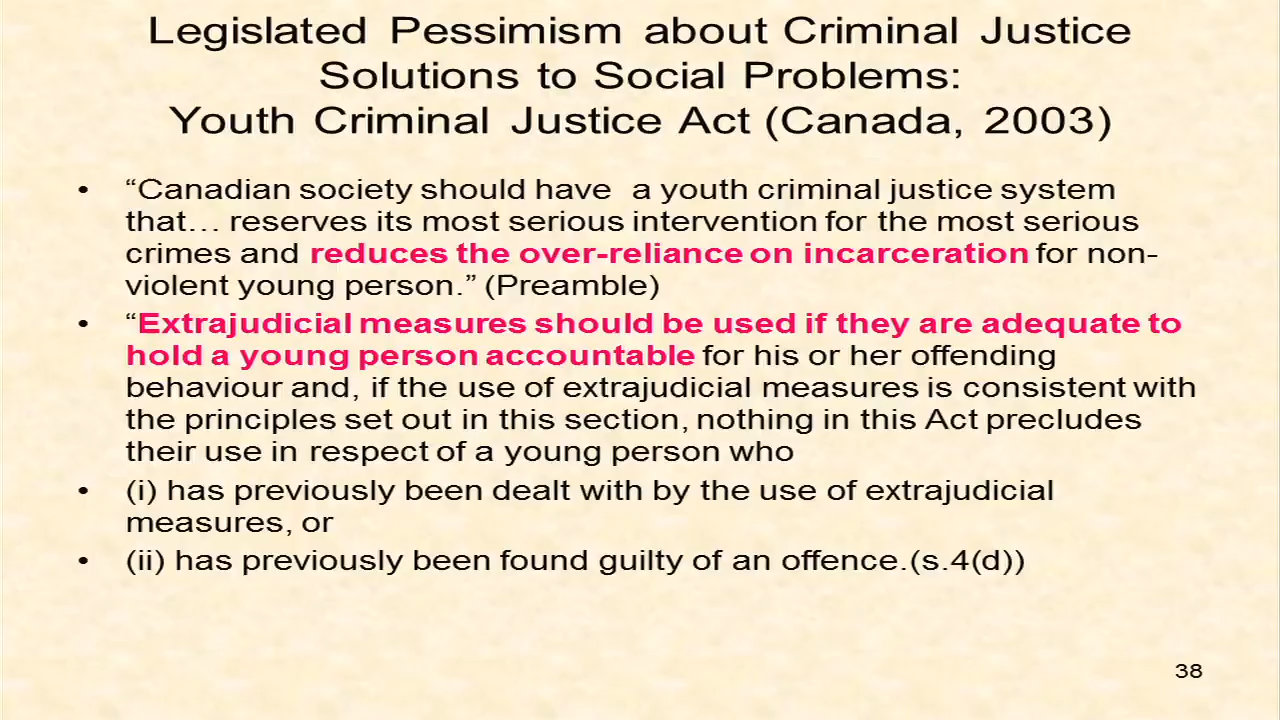 Legislated Pessimism about Criminal Justice
Solutions to Social Problems:
Youth Criminal Justice Act (Canada, 2003)
• “Canadian society should have a youth criminal justice system
that… reserves its most serious intervention for the most serious
crimes and reduces the over-reliance on incarceration for non-
violent young person.” (Preamble)
• “Extrajudicial measures should be used if they are adequate to
hold a young person accountable for his or her offending
behaviour and, if the use of extrajudicial measures is consistent with
the principles set out in this section, nothing in this Act precludes
their use in respect of a young person who
• (i) has previously been dealt with by the use of extrajudicial
measures, or
• (ii) has previously been found guilty of an offence.(s.4(d))
38